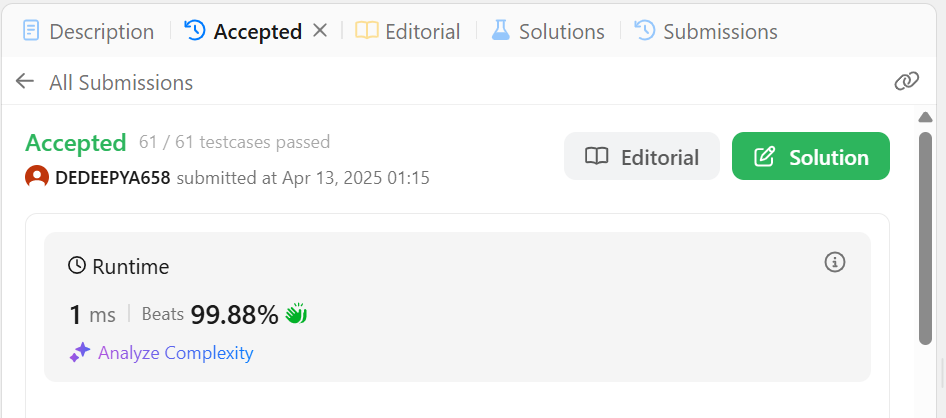 Description Accepted Editorial Solutions Submissions
All Submissions
Accepted 61 / 61 testcases passed
DEDEEPYA658 submitted at Apr 13, 2025 01:15
Editorial Solution
Runtime
1 ms Beats 99.88%
Analyze Complexity